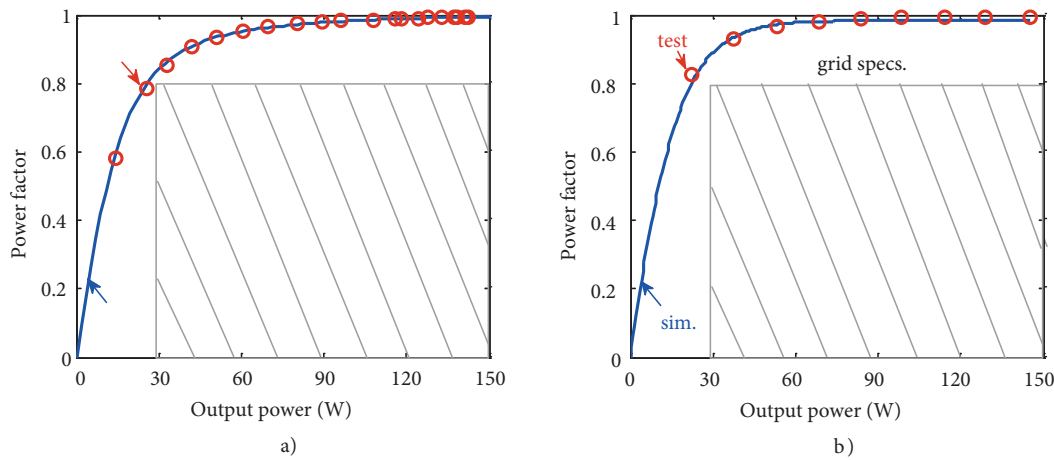 1
0.8
0.6
0.4
0.2
0
Power factor
0 30 60 90 120 150
Output power (W)
a)
1
0.8
0.6
0.4
0.2
0
Power factor
test
grid specs.
sim.
0 30 60 90 120 150
Output power (W)
b)